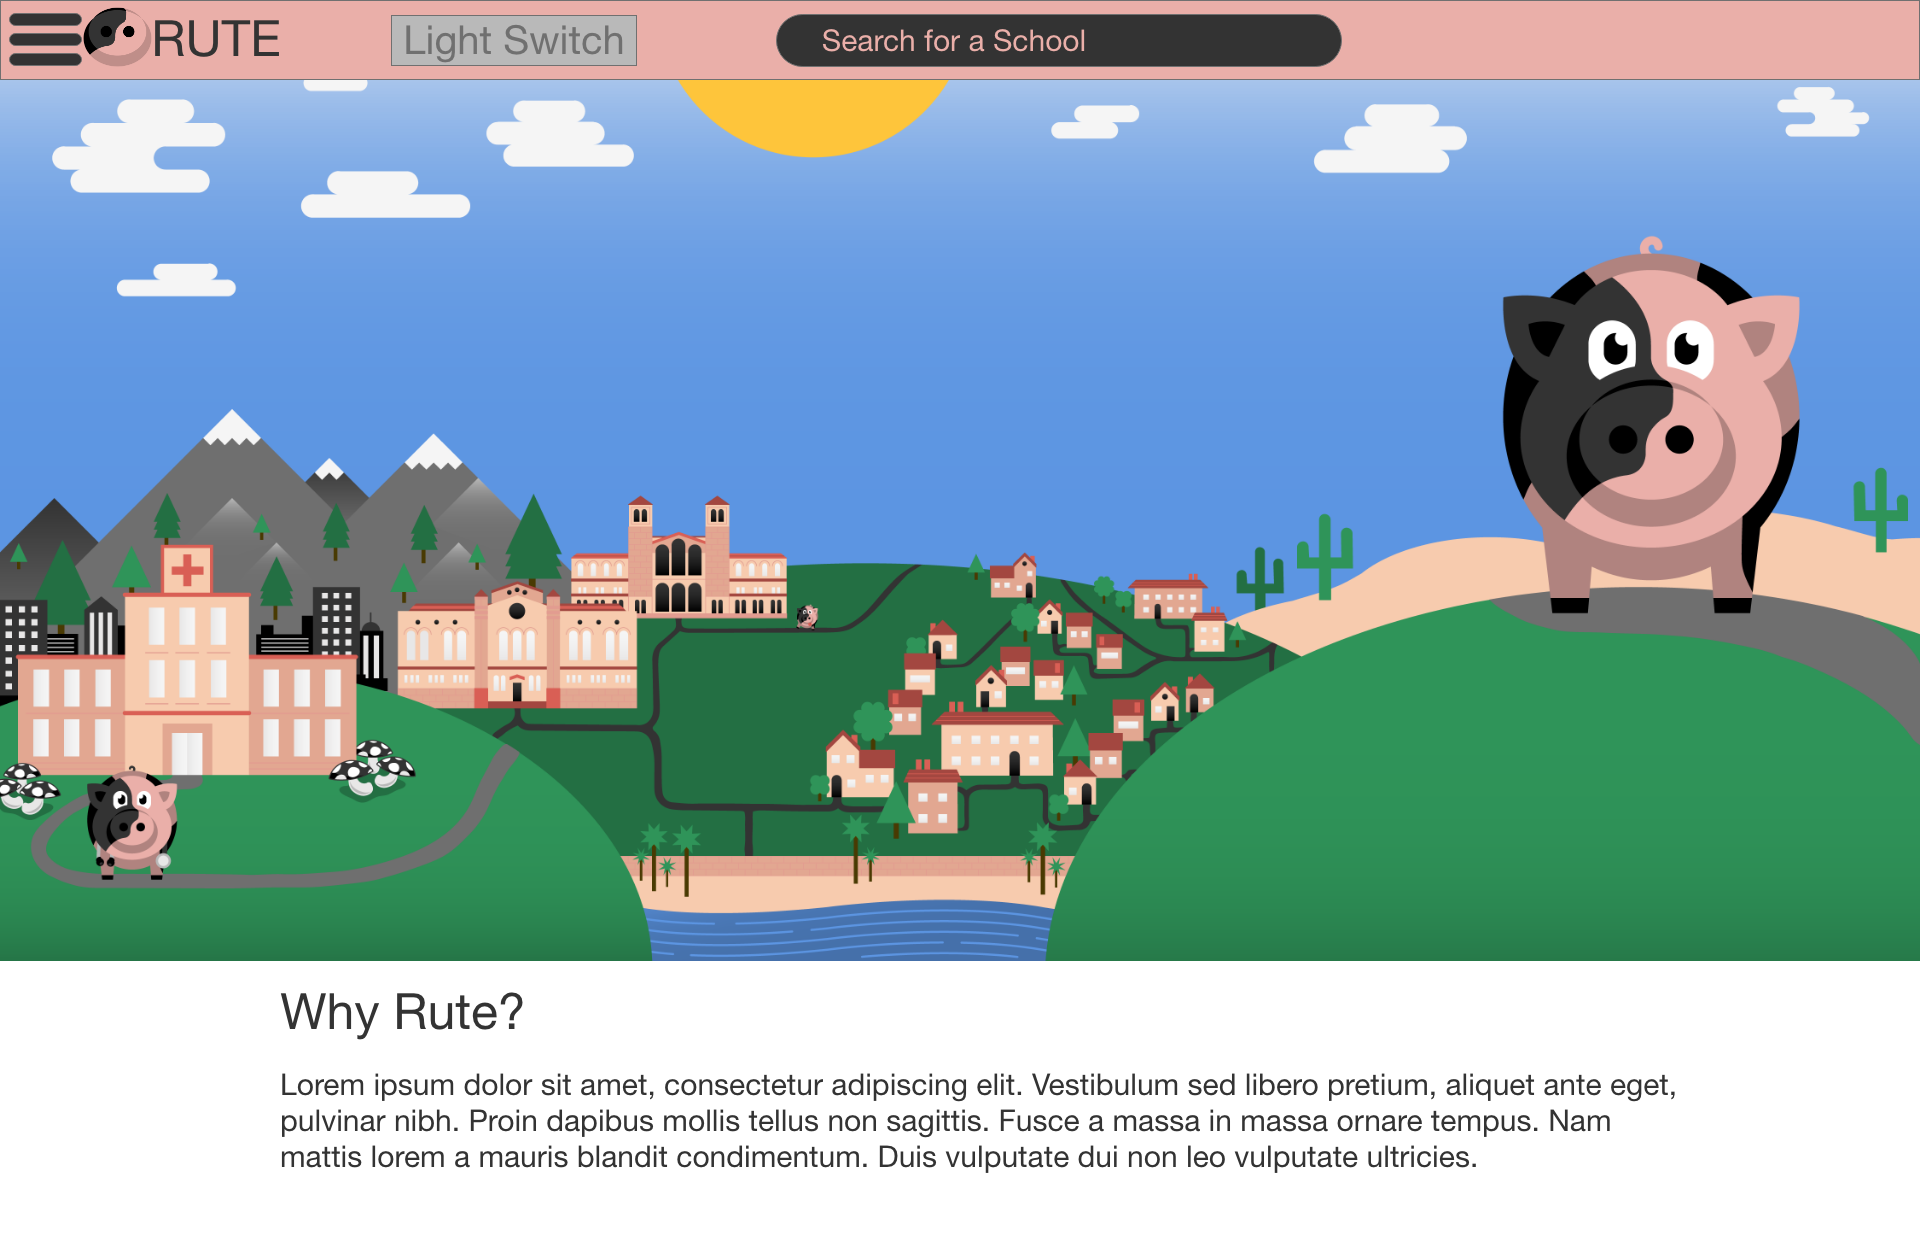 RUTE
Light Switch
Search for a School
Why Rute?
Lorem ipsum dolor sit amet, consectetur adipiscing elit. Vestibulum sed libero pretium, aliquet ante eget,
pulvinar nibh. Proin dapibus mollis tellus non sagittis. Fusce a massa in massa ornare tempus. Nam
mattis lorem a mauris blandit condimentum. Duis vulputate dui non leo vulputate ultricies.